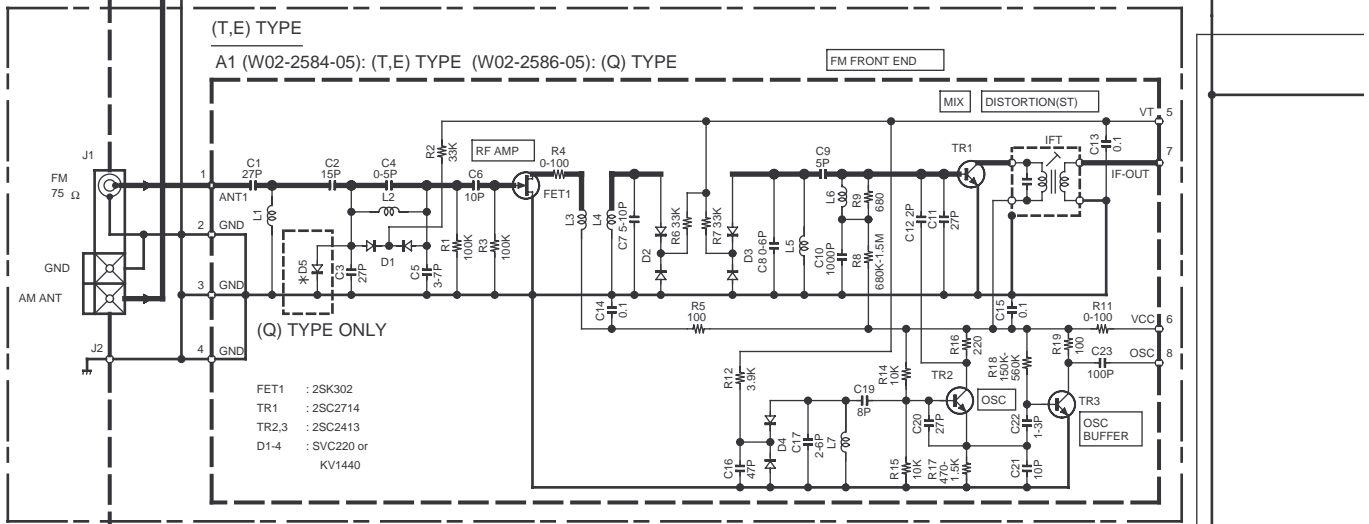 (T,E) TYPE
A1 (W02-2584-05): (T,E) TYPE (W02-2586-05): (Q) TYPE
FM FRONT END
MIX
DISTORTION(ST)
VT 5
J1
FM
75 Ω
GND
AM ANT
J2
1
ANT1
2 GND
3 GND
4 GND
C1
27P
L1
C2
15P
C4
0-5P
L2
✳D5
(Q) TYPE ONLY
D1
C3
27P
C5
3-7P
R2
33K
C6
10P
R1
100K
R3
100K
RF AMP
FET1
R4
0-100
L3
L4
C7 5-10P
C14
0.1
D2
R6 33K
R7 33K
D3
R5
100
C8 0-6P
L5
C9
5P
L6
R9
680
C10
1000P
R8
680K-1.5M
C12 2P
C11
27P
TR1
IFT
C13
0.1
7
IF-OUT
C15
0.1
R11
0-100
VCC 6
OSC 8
R16
220
R18
150K-
560K
R19
100
C23
100P
R12
3.9K
R14
10K
TR2
OSC
TR3
OSC
BUFFER
C19
8P
D4
C17
2-6P
L7
C16
47P
C20
27P
R15
10K
R17
470-
1.5K
C22
1-3P
C21
10P
FET1 : 2SK302
TR1 : 2SC2714
TR2,3 : 2SC2413
D1-4 : SVC220 or
KV1440